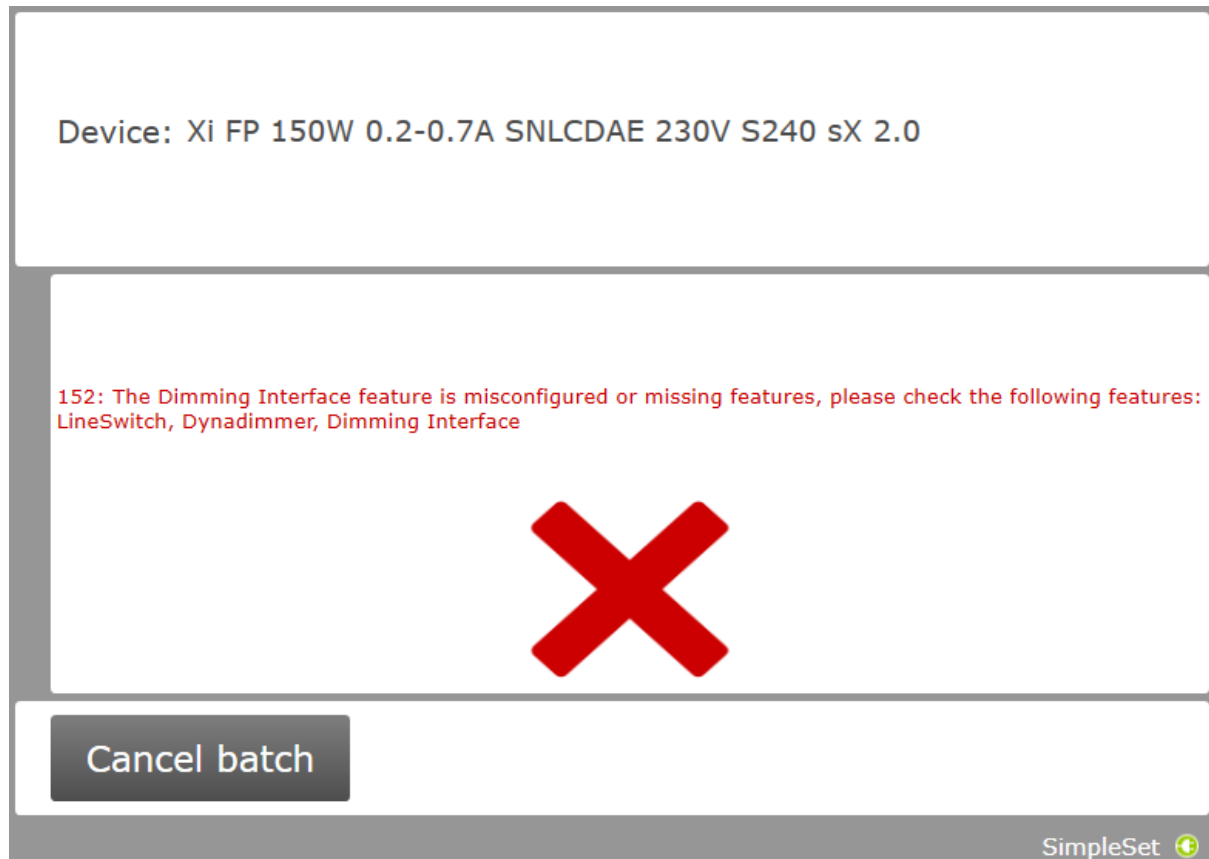 Device: Xi FP 150W 0.2-0.7A SNLCDAE 230V S240 sX 2.0
152: The Dimming Interface feature is misconfigured or missing features, please check the following features:
LineSwitch, Dynadimmer, Dimming Interface
Cancel batch
SimpleSet